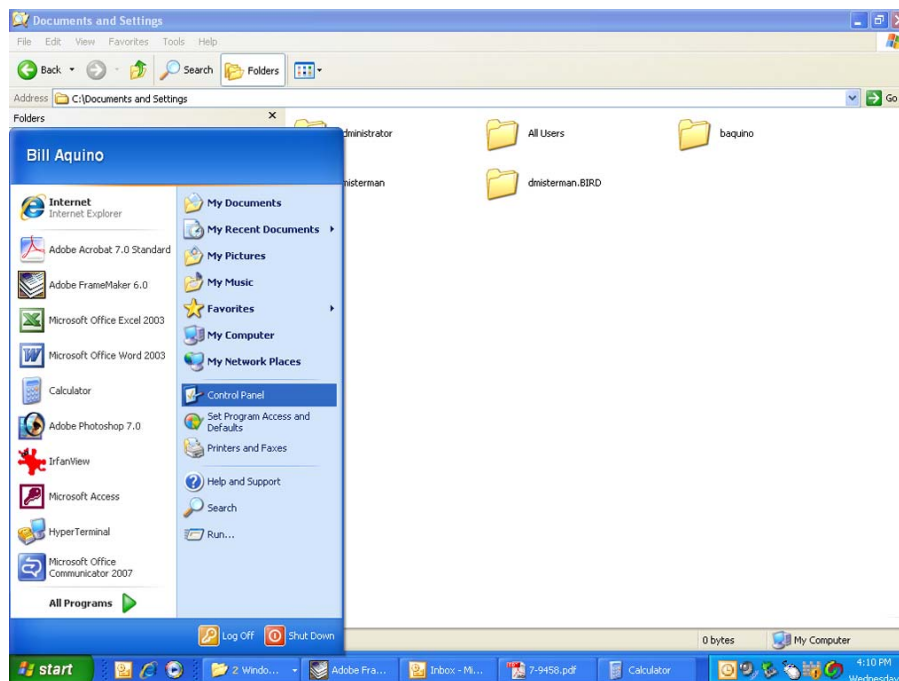 Documents and Settings
File Edit View Favorites Tools Help
Back Search Folders
Address C:\Documents and Settings Go
Folders x
dministrator All Users baquino
misterman dmisterman.BIRD
Bill Aquino
Internet
Internet Explorer
Adobe Acrobat 7.0 Standard
Adobe FrameMaker 6.0
Microsoft Office Excel 2003
Microsoft Office Word 2003
Calculator
Adobe Photoshop 7.0
IrfanView
Microsoft Access
HyperTerminal
Microsoft Office
Communicator 2007
All Programs
My Documents
My Recent Documents
My Pictures
My Music
Favorites
My Computer
My Network Places
Control Panel
Set Program Access and
Defaults
Printers and Faxes
Help and Support
Search
Run...
Log Off Shut Down
0 bytes My Computer
start 2 Windo... Adobe Fra... Inbox - Mi... 7-9458.pdf Calculator 4:10 PM
Wednesday